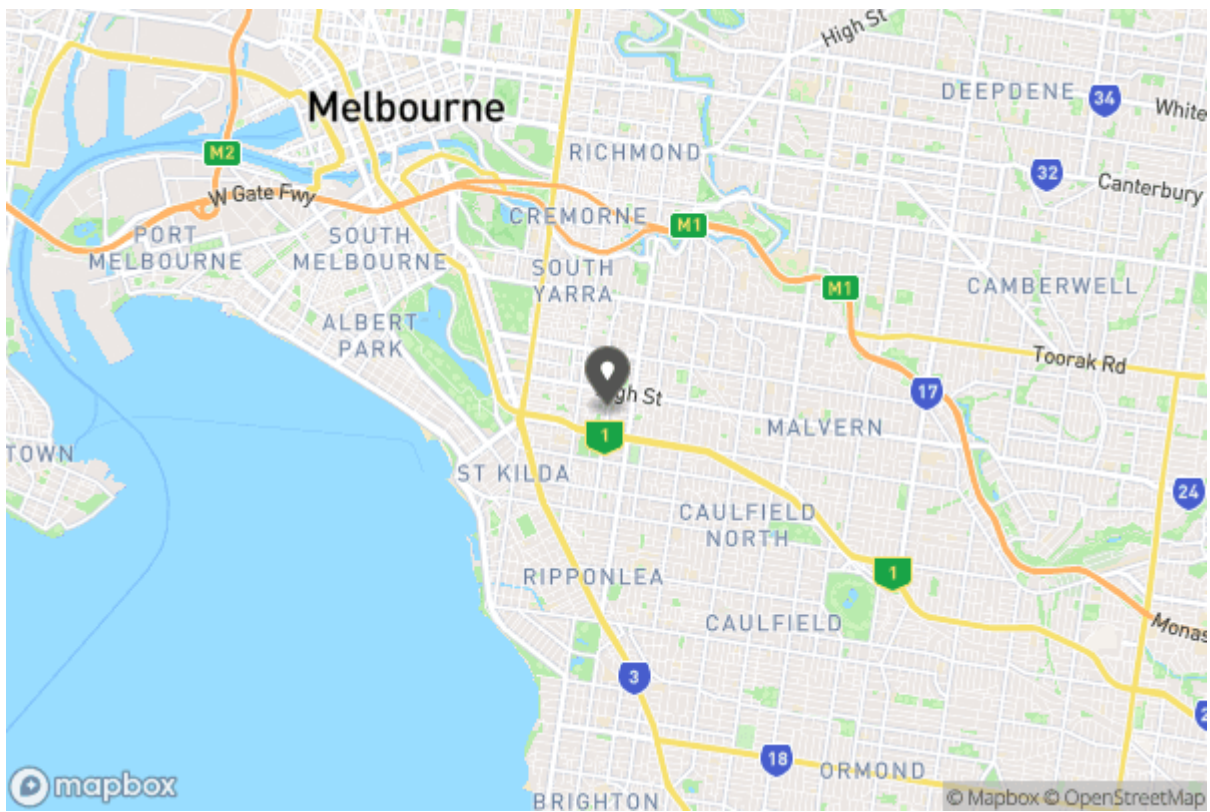 High St
DEEPDENE
34
White
Melbourne
RICHMOND
M2
32
Canterbury
W Gate Fwy
CREMORNE
M1
PORT
MELBOURNE
SOUTH
MELBOURNE
SOUTH
YARRA
M1
CAMBERWELL
ALBERT
PARK
Toorak Rd
17
gh St
MALVERN
1
TOWN
ST KILDA
24
CAULFIELD
NORTH
RIPPONLEA
1
CAULFIELD
Monas
3
2
18
ORMOND
mapbox
BRIGHTON
© Mapbox © OpenStreetMap